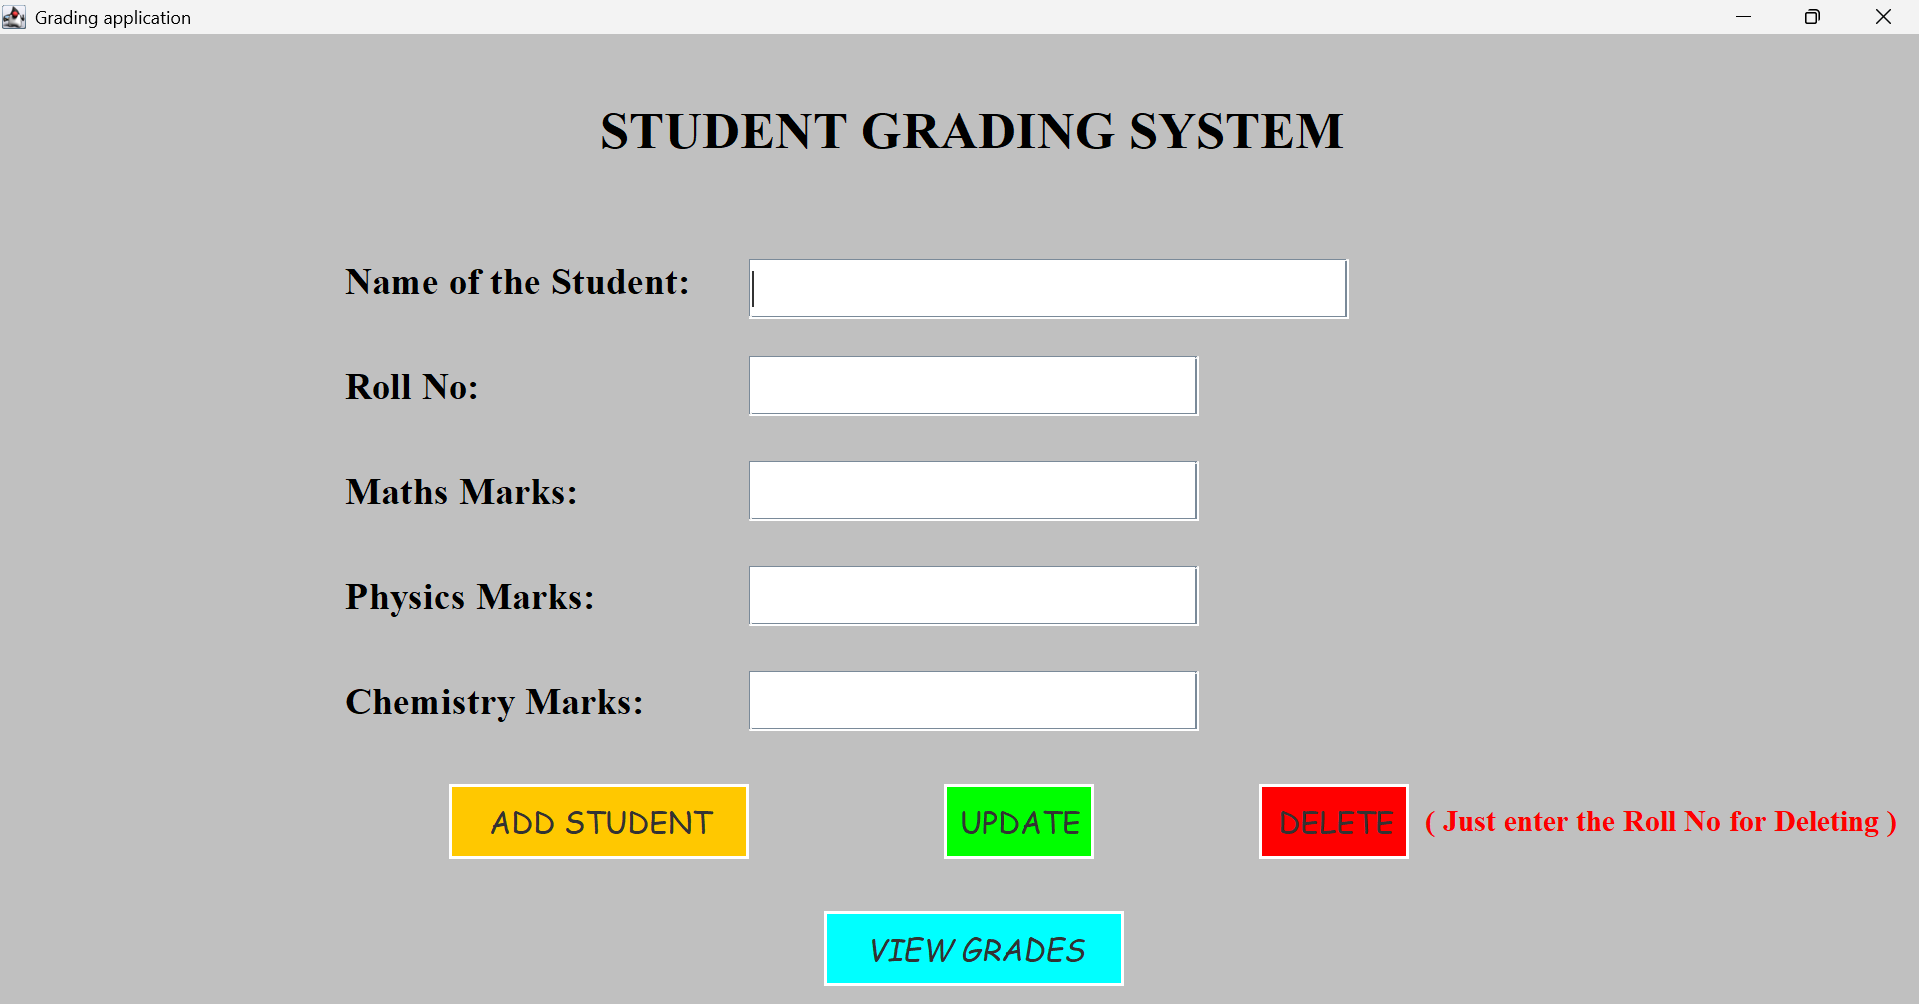 Grading application
STUDENT GRADING SYSTEM
Name of the Student:
Roll No:
Maths Marks:
Physics Marks:
Chemistry Marks:
ADD STUDENT UPDATE DELETE ( Just enter the Roll No for Deleting )
VIEW GRADES